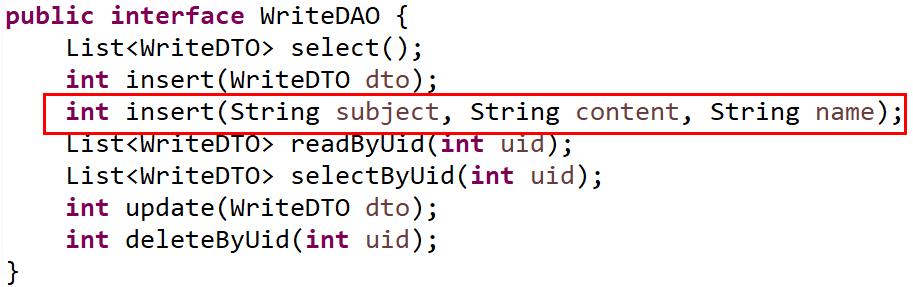 public interface WriteDAO {
    List<WriteDTO> select();
    int insert(WriteDTO dto);
    int insert(String subject, String content, String name);
    List<WriteDTO> readByUid(int uid);
    List<WriteDTO> selectByUid(int uid);
    int update(WriteDTO dto);
    int deleteByUid(int uid);
}